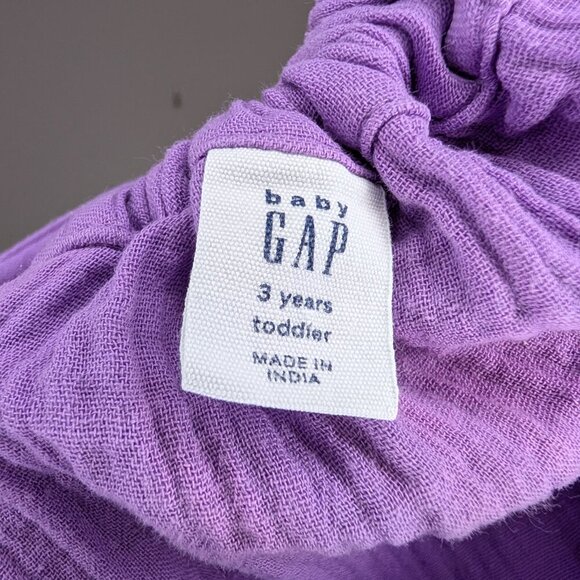 baby
GAP
3 years
toddler
MADE IN
INDIA